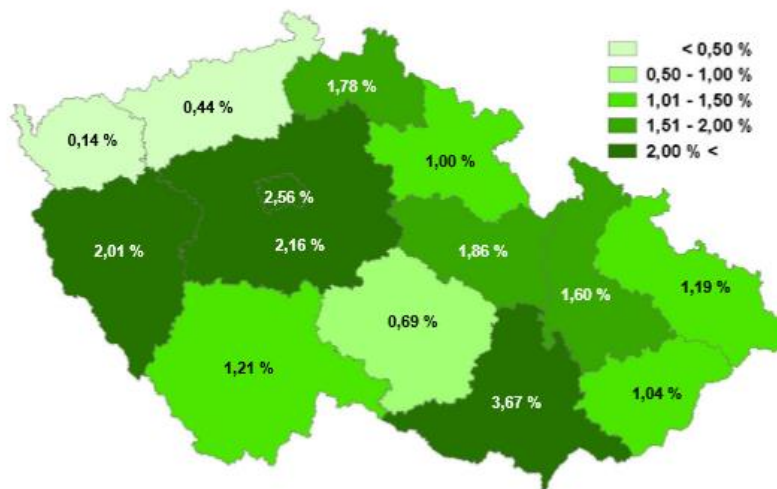 < 0,50 %
0,50 - 1,00 %
1,01 - 1,50 %
1,51 - 2,00 %
2,00 % <
1,78 %
0,44 %
0,14 %
1,00 %
2,56 %
2,01 %
2,16 %
1,86 %
1,60 %
1,19 %
0,69 %
1,21 %
1,04 %
3,67 %